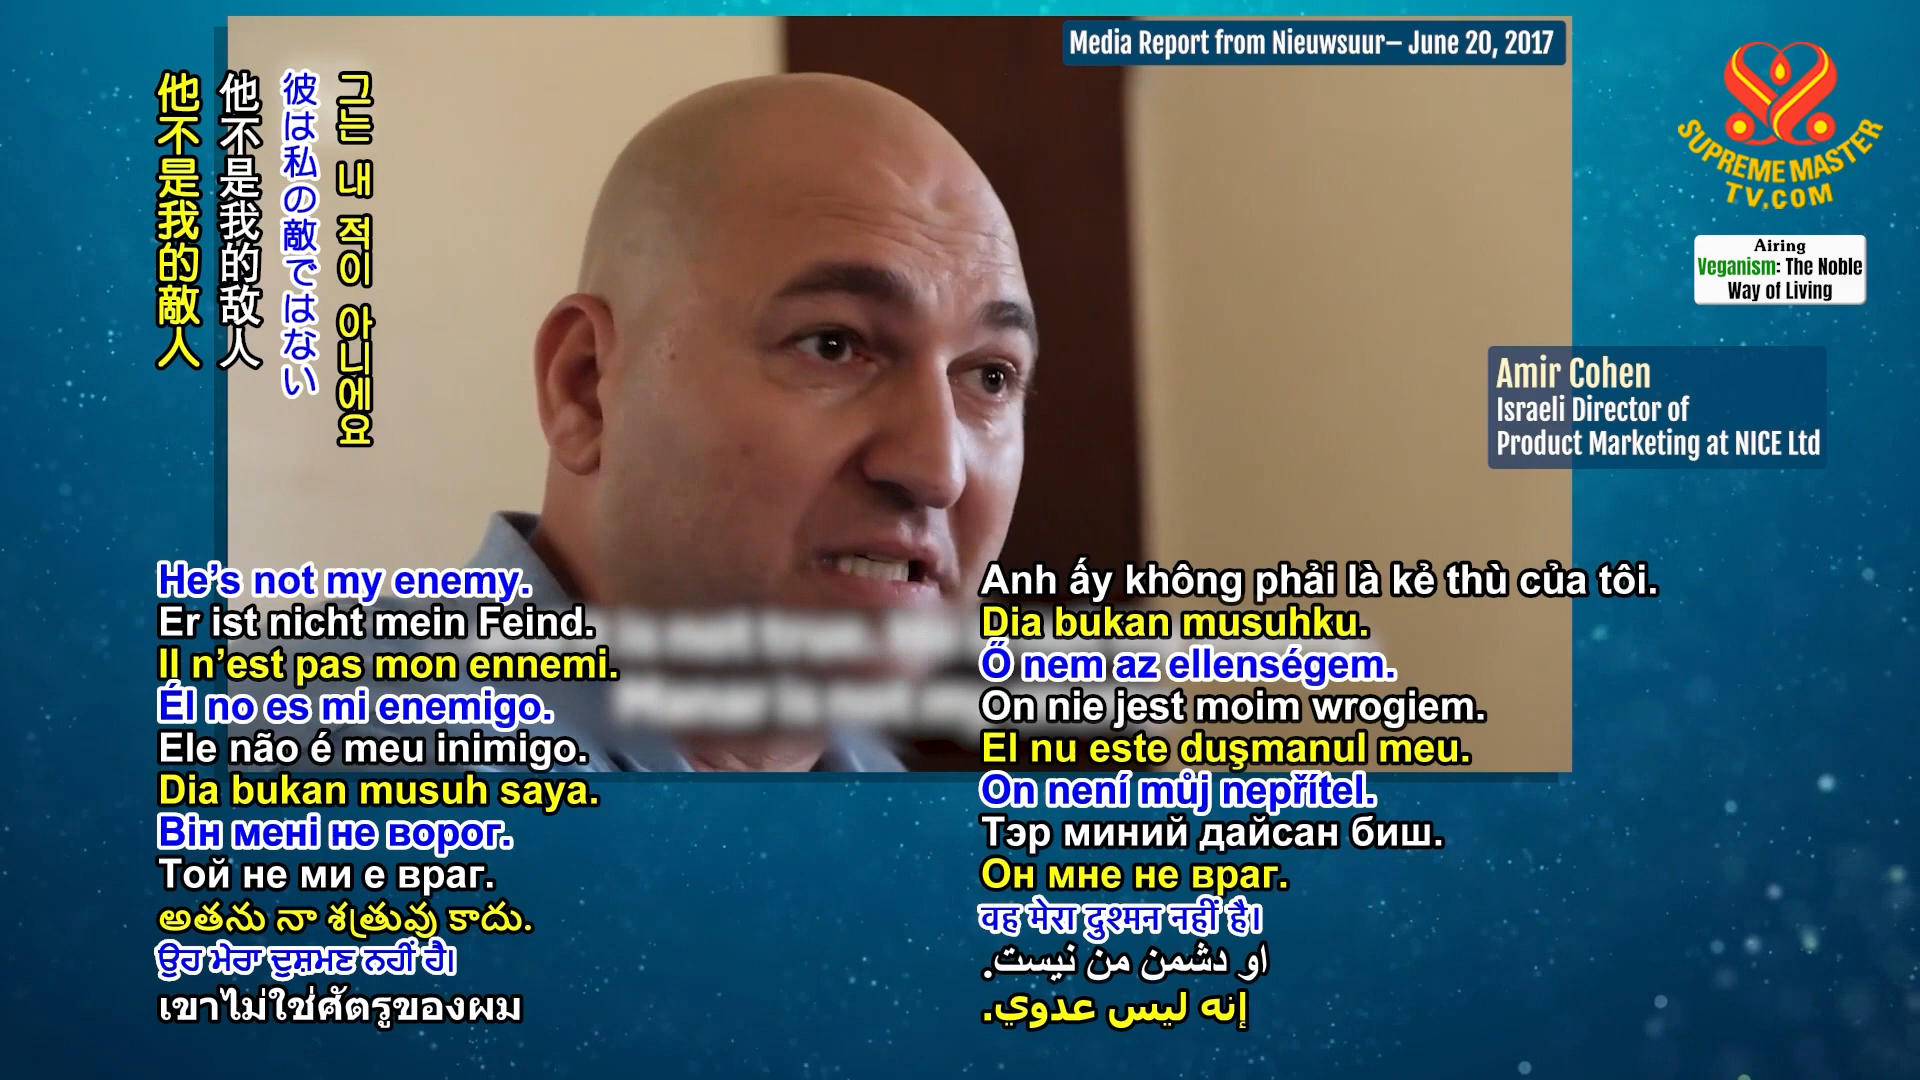 Media Report from Nieuwsuur– June 20, 2017
SUPREME MASTER
TV.COM
Airing
Veganism: The Noble
Way of Living
Amir Cohen
Israeli Director of
Product Marketing at NICE Ltd
그는 내 적이 아니에요
彼は私の敵ではない
他不是我的敌人
他不是我的敵人
He’s not my enemy.
Er ist nicht mein Feind.
Il n’est pas mon ennemi.
Él no es mi enemigo.
Ele não é meu inimigo.
Dia bukan musuh saya.
Він мені не ворог.
Той не ми е враг.
అతను నా శత్రువు కాదు.
ਉਹ ਮੇਰਾ ਦੁਸ਼ਮਣ ਨਹੀਂ ਹੈ।
เขาไม่ใช่ศัตรูของผม
Anh ấy không phải là kẻ thù của tôi.
Dia bukan musuhku.
Ő nem az ellenségem.
On nie jest moim wrogiem.
El nu este duşmanul meu.
On není můj nepřítel.
Тэр миний дайсан биш.
Он мне не враг.
वह मेरा दुश्मन नहीं है।
او دشمن من نیست.
إنه ليس عدوي.